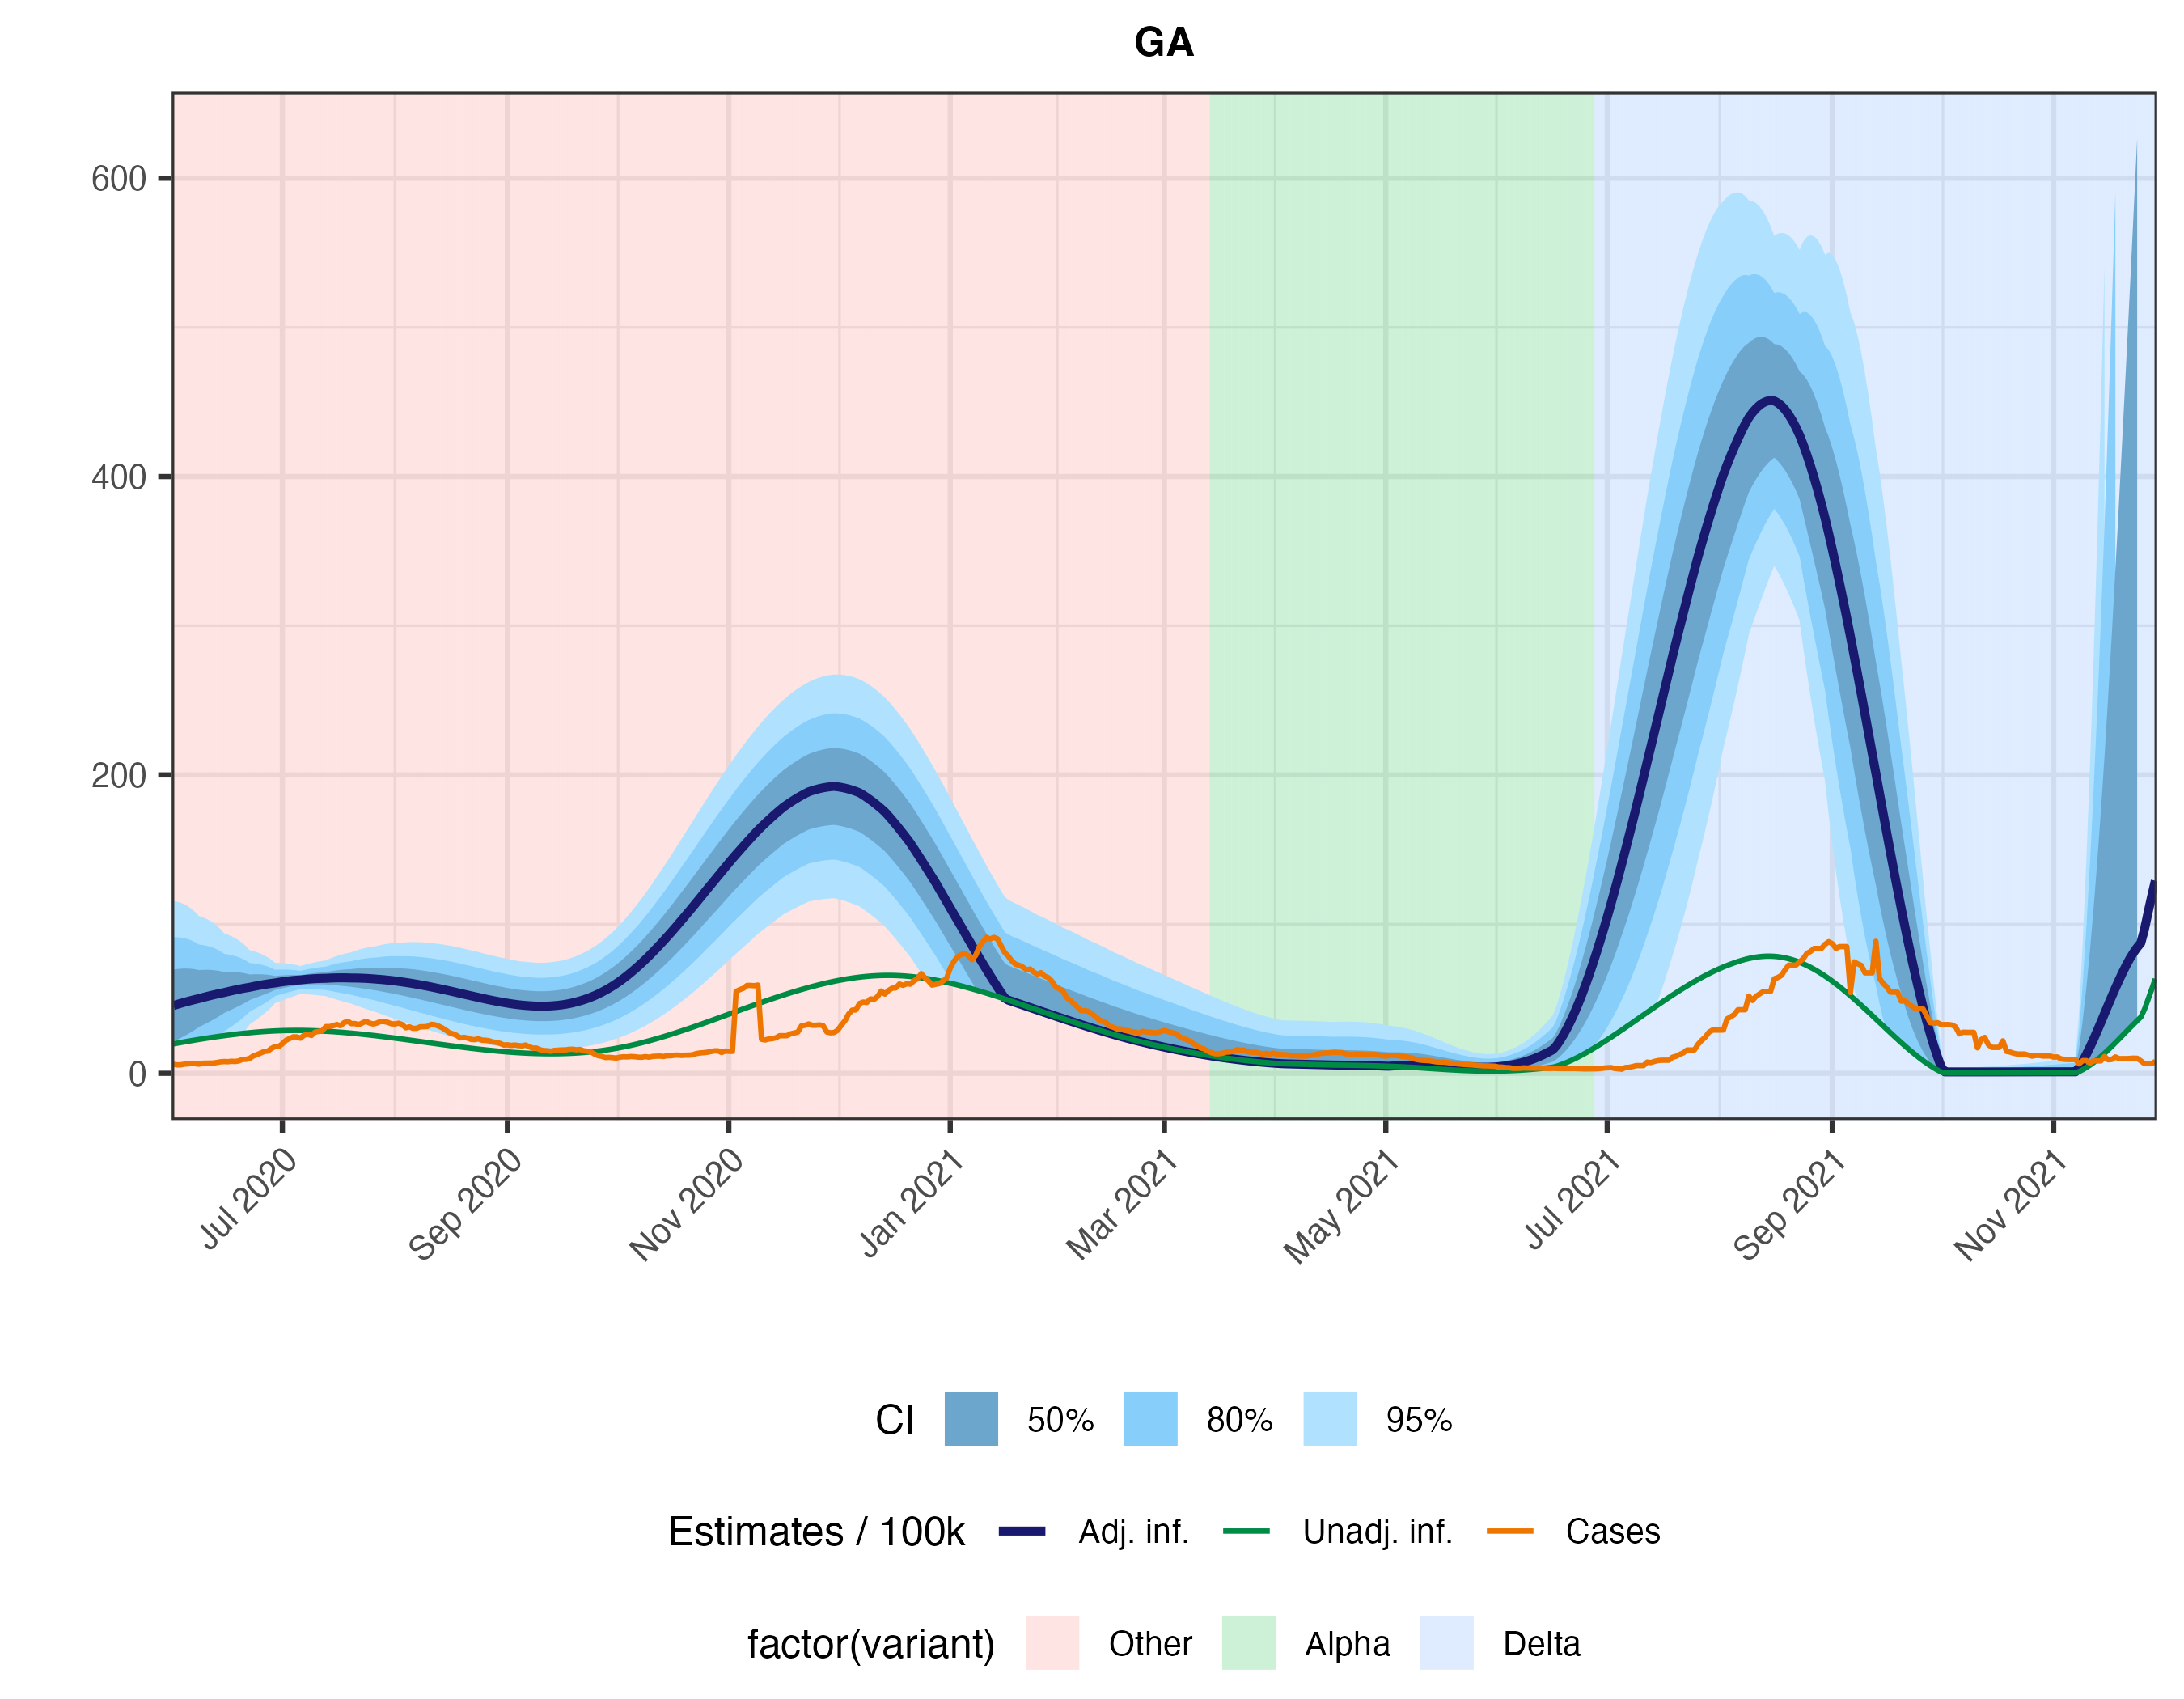 GA
600
400
200
0
Jul 2020
Sep 2020
Nov 2020
Jan 2021
Mar 2021
May 2021
Jul 2021
Sep 2021
Nov 2021
CI 50% 80% 95%
Estimates / 100k Adj. inf. Unadj. inf. Cases
factor(variant) Other Alpha Delta